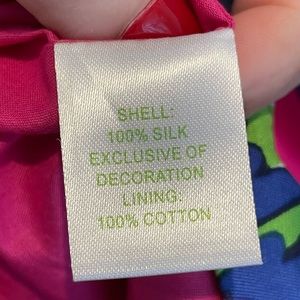 SHELL:
100% SILK
EXCLUSIVE OF
DECORATION
LINING:
100% COTTON